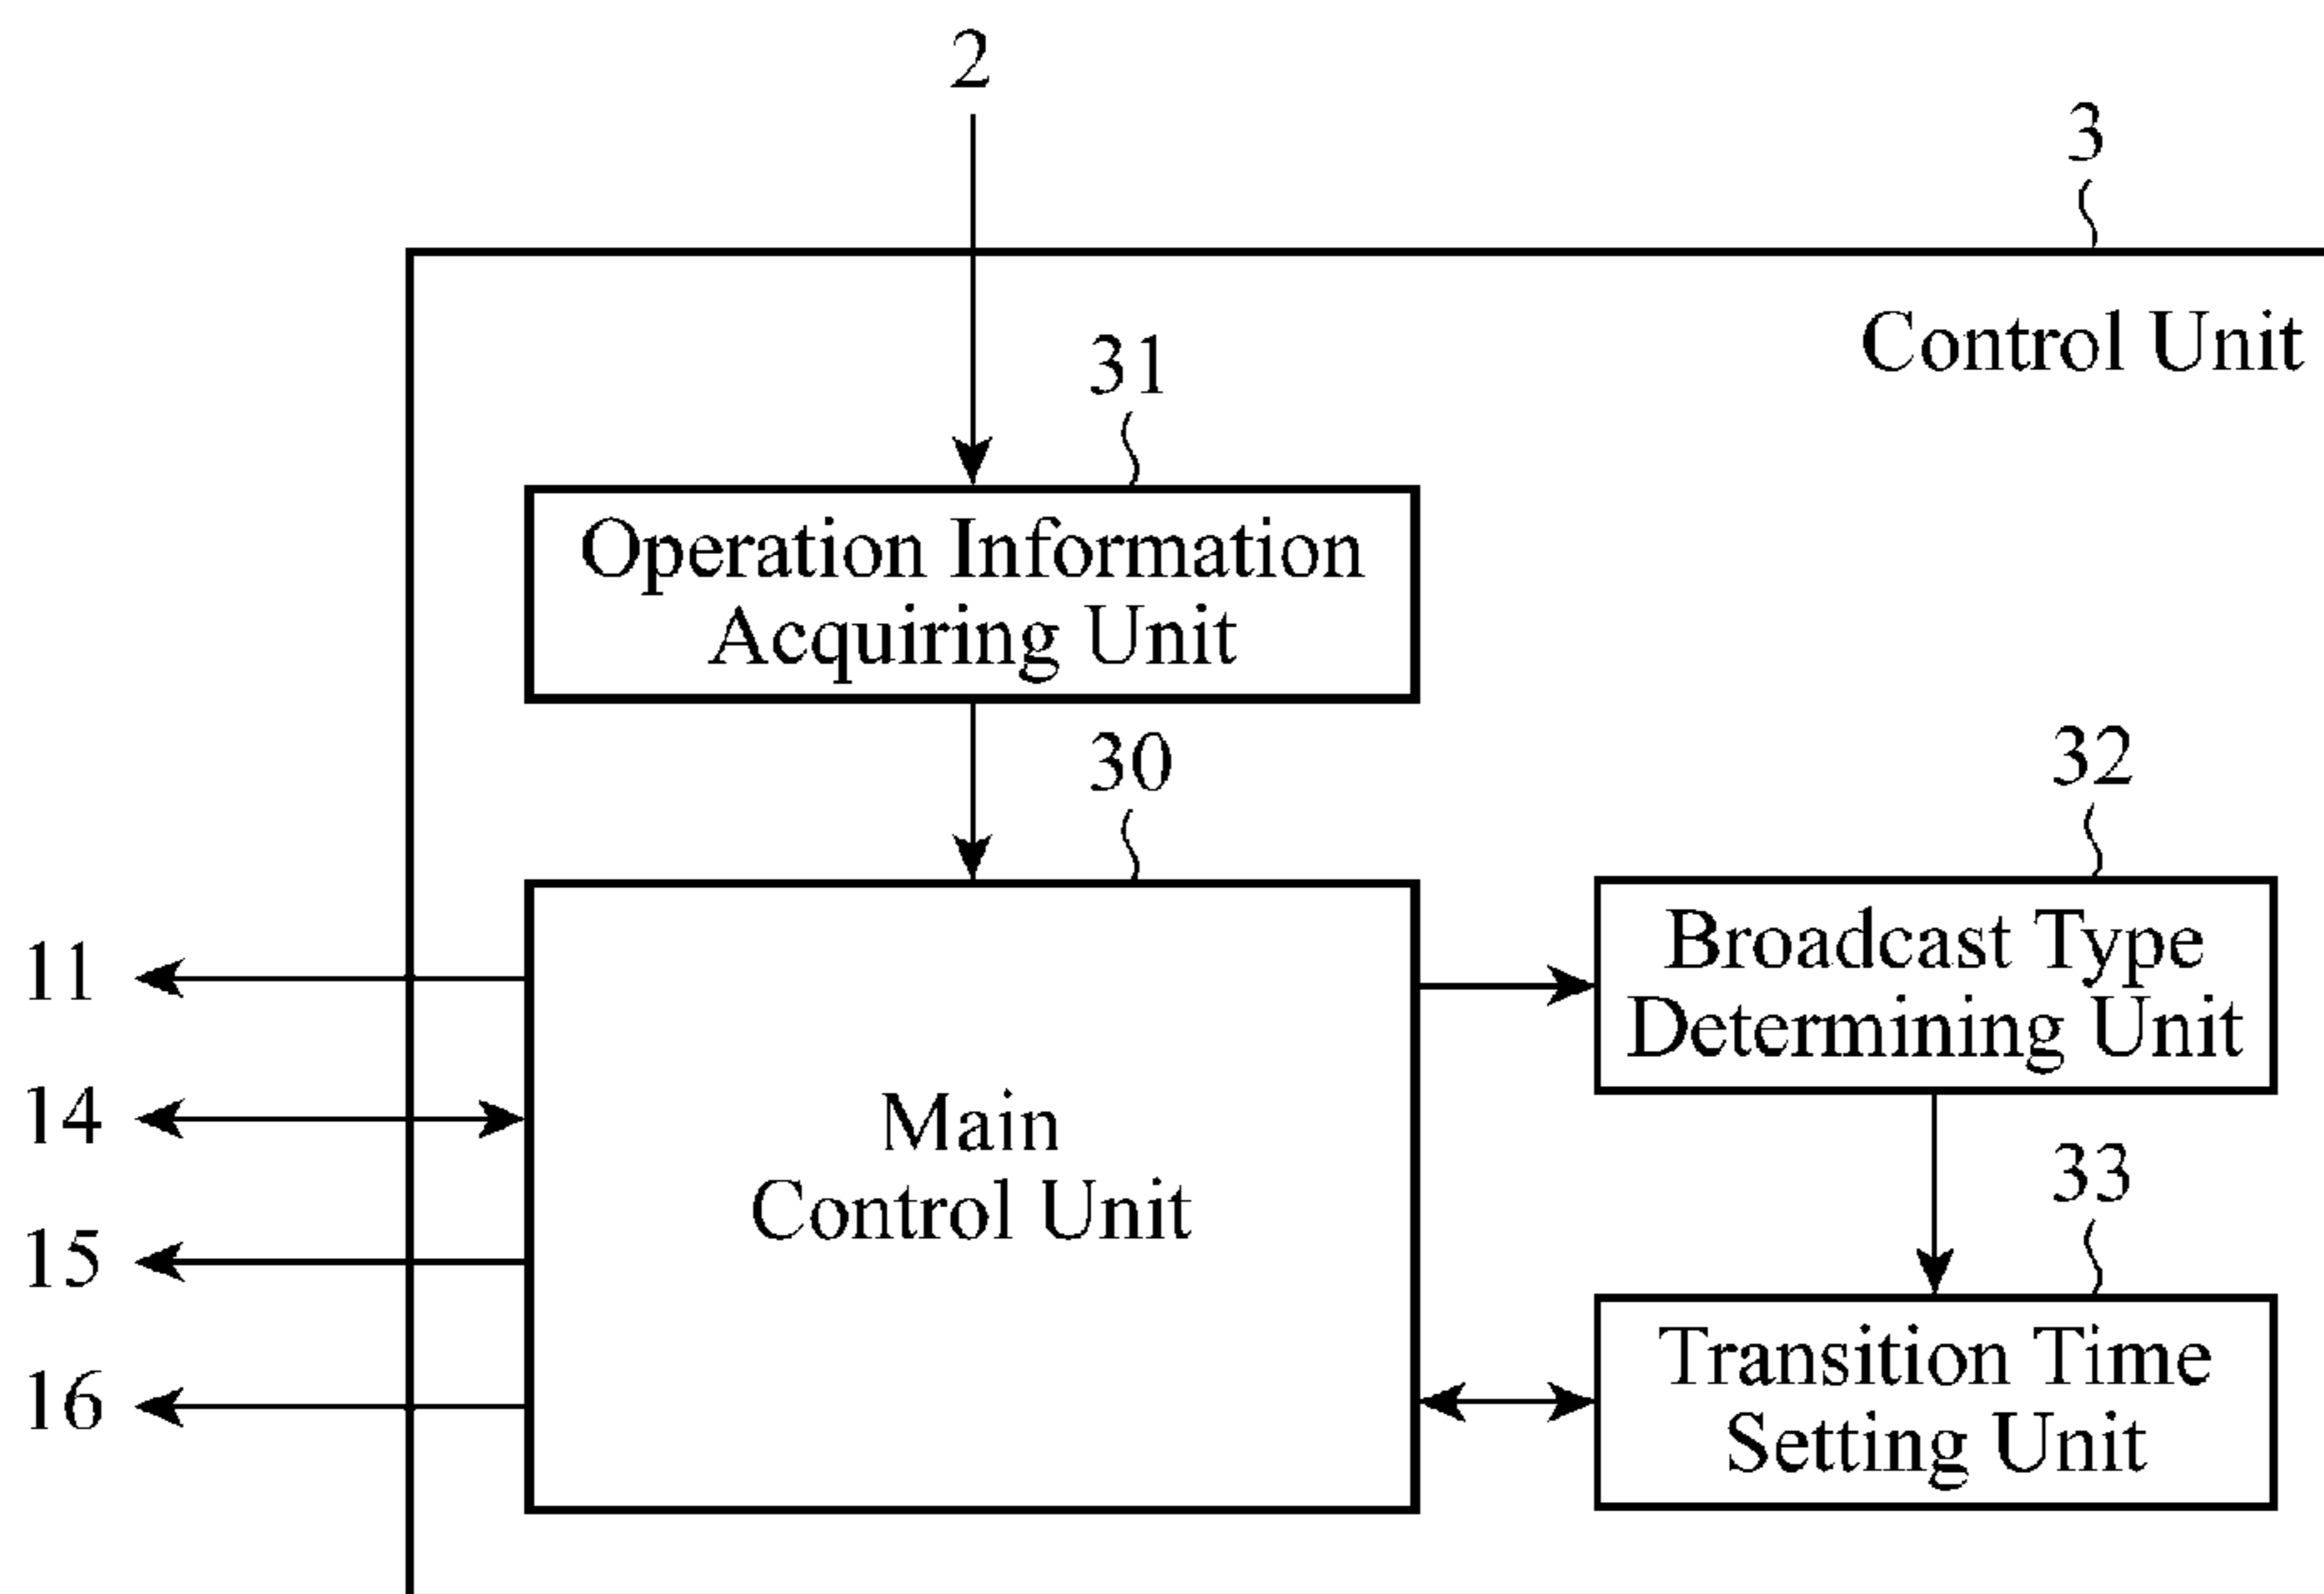 2
3
Control Unit
31
Operation Information
Acquiring Unit
30
32
Broadcast Type
Determining Unit
11
14
Main
Control Unit
15
16
33
Transition Time
Setting Unit